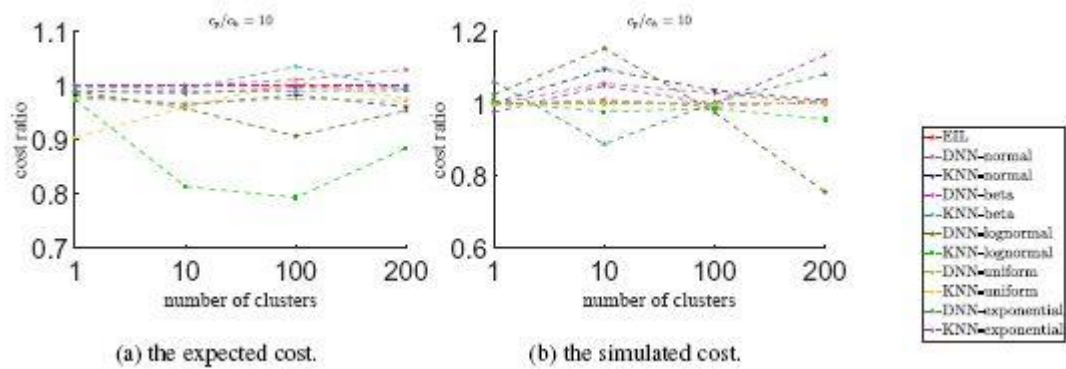 c_p/c_h = 10
1.1
1
0.9
0.8
0.7
cost ratio
1 10 100 200
number of clusters
(a) the expected cost.
c_p/c_h = 10
1.2
1
0.8
0.6
cost ratio
1 10 100 200
number of clusters
(b) the simulated cost.
EIL
DNN-normal
KNN-normal
DNN-beta
KNN-beta
DNN-lognormal
KNN-lognormal
DNN-uniform
KNN-uniform
DNN-exponential
KNN-exponential